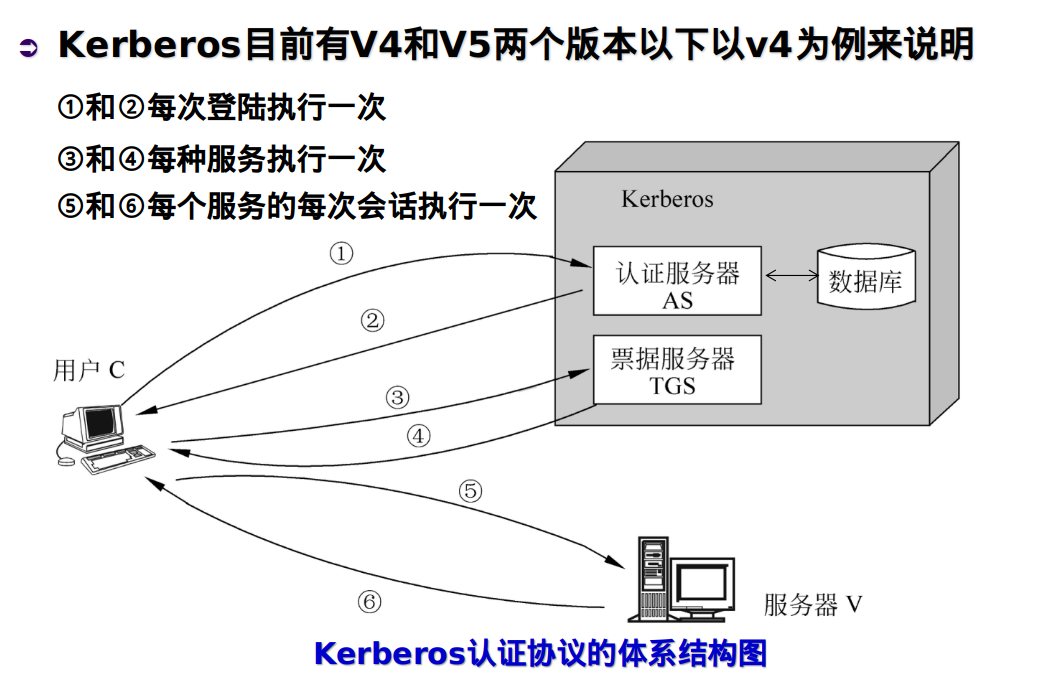 Kerberos目前有V4和V5两个版本以下以v4为例来说明
①和②每次登陆执行一次
③和④每种服务执行一次
⑤和⑥每个服务的每次会话执行一次
Kerberos
①
认证服务器
AS
数据库
②
票据服务器
TGS
用户 C
③
④
⑤
⑥
服务器 V
Kerberos认证协议的体系结构图